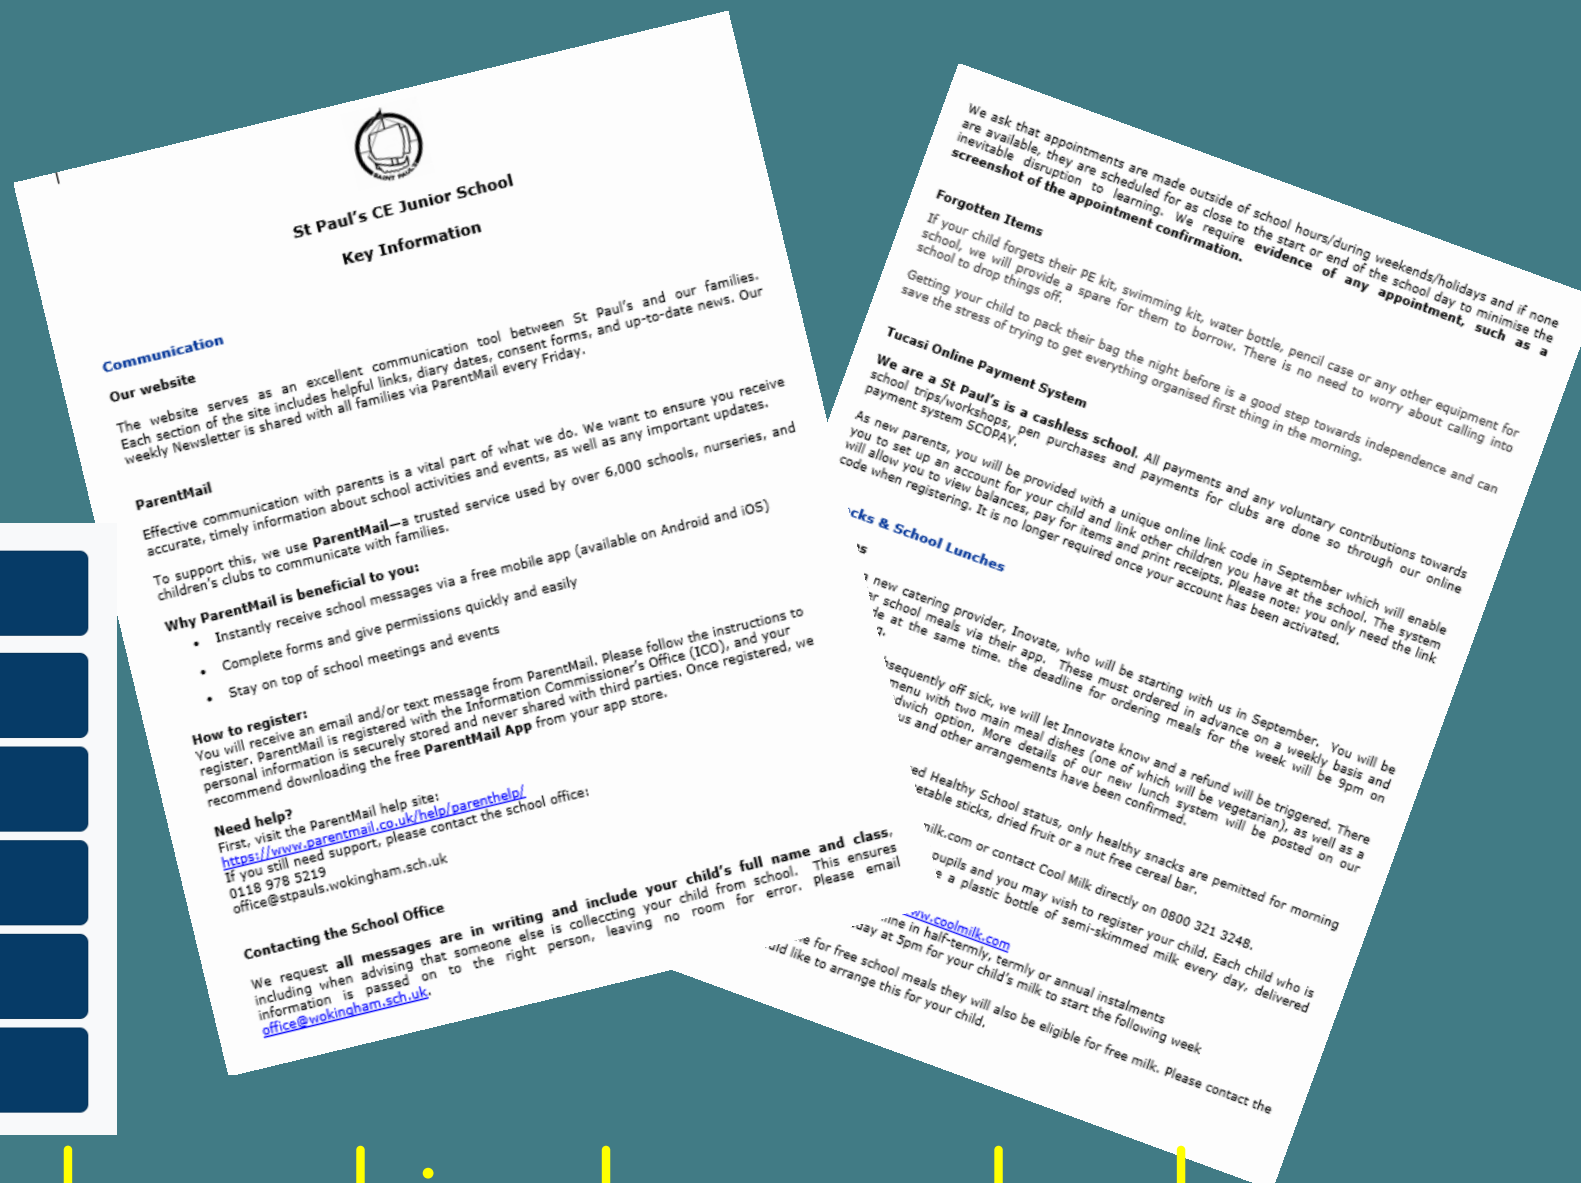 SAINT PAUL'S
St Paul's CE Junior School
Key Information
Communication
Our website
The website serves as an excellent communication tool between St Paul's and our families.
Each section of the site includes helpful links, diary dates, consent forms, and up-to-date news. Our
weekly Newsletter is shared with all families via ParentMail every Friday.
ParentMail
Effective communication with parents is a vital part of what we do. We want to ensure you receive
accurate, timely information about school activities and events, as well as any important updates.
To support this, we use ParentMail—a trusted service used by over 6,000 schools, nurseries, and
children's clubs to communicate with families.
Why ParentMail is beneficial to you:
• Instantly receive school messages via a free mobile app (available on Android and iOS)
• Complete forms and give permissions quickly and easily
• Stay on top of school meetings and events
How to register:
You will receive an email and/or text message from ParentMail. Please follow the instructions to
register. ParentMail is registered with the Information Commissioner's Office (ICO), and your
personal information is securely stored and never shared with third parties. Once registered, we
recommend downloading the free ParentMail App from your app store.
Need help?
First, visit the ParentMail help site:
https://www.parentmail.co.uk/help/parenthelp/
If you still need support, please contact the school office:
0118 978 5219
office@stpauls.wokingham.sch.uk
Contacting the School Office
We request all messages are in writing and include your child's full name and class,
including when advising that someone else is colleccting your child from school. This ensures
information is passed on to the right person, leaving no room for error. Please email
office@wokingham.sch.uk.
We ask that appointments are made outside of school hours/during weekends/holidays and if none
are available, they are scheduled for as close to the start or end of the school day to minimise the
inevitable disruption to learning. We require evidence of any appointment, such as a
screenshot of the appointment confirmation.
Forgotten Items
If your child forgets their PE kit, swimming kit, water bottle, pencil case or any other equipment for
school, we will provide a spare for them to borrow. There is no need to worry about calling into
school to drop things off.
Getting your child to pack their bag the night before is a good step towards independence and can
save the stress of trying to get everything organised first thing in the morning.
Tucasi Online Payment System
We are a St Paul's is a cashless school. All payments and any voluntary contributions towards
school trips/workshops, pen purchases and payments for clubs are done so through our online
payment system SCOPAY.
As new parents, you will be provided with a unique online link code in September which will enable
you to set up an account for your child and link other children you have at the school. The system
will allow you to view balances, pay for items and print receipts. Please note: you only need the link
code when registering. It is no longer required once your account has been activated.
cks & School Lunches
es
new catering provider, Inovate, who will be starting with us in September. You will be
er school meals via their app. These must ordered in advance on a weekly basis and
de at the same time. the deadline for ordering meals for the week will be 9pm on
g.
bsequently off sick, we will let Innovate know and a refund will be triggered. There
menu with two main meal dishes (one of which will be vegetarian), as well as a
dwich option. More details of our new lunch system will be posted on our
us and other arrangements have been confirmed.
ed Healthy School status, only healthy snacks are pemitted for morning
etable sticks, dried fruit or a nut free cereal bar.
milk.com or contact Cool Milk directly on 0800 321 3248.
pupils and you may wish to register your child. Each child who is
e a plastic bottle of semi-skimmed milk every day, delivered
ww.coolmilk.com
ine in half-termly, termly or annual instalments
day at 5pm for your child's milk to start the following week
e for free school meals they will also be eligible for free milk. Please contact the
uld like to arrange this for your child.